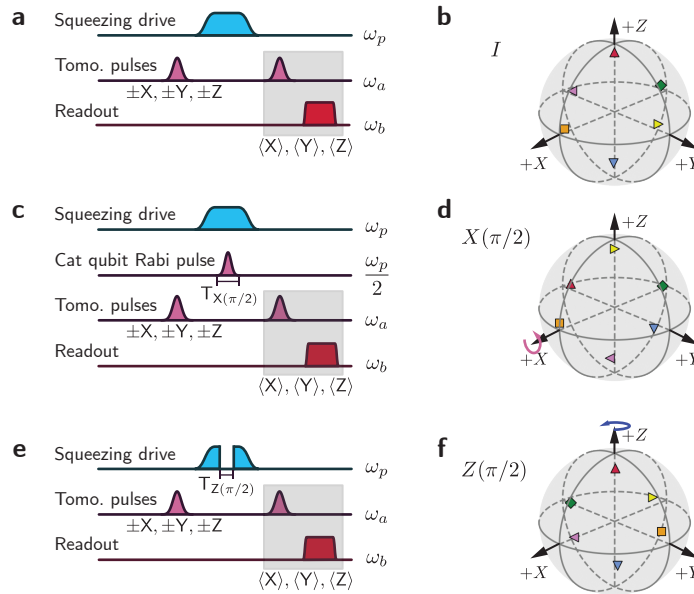 a
Squeezing drive
ω_p
Tomo. pulses
ω_a
±X, ±Y, ±Z
Readout
ω_b
⟨X⟩, ⟨Y⟩, ⟨Z⟩
b
I
+Z
+X
+Y
c
Squeezing drive
ω_p
Cat qubit Rabi pulse
ω_p/2
T_X(π/2)
Tomo. pulses
ω_a
±X, ±Y, ±Z
Readout
ω_b
⟨X⟩, ⟨Y⟩, ⟨Z⟩
d
X(π/2)
+Z
+X
+Y
e
Squeezing drive
ω_p
T_Z(π/2)
Tomo. pulses
ω_a
±X, ±Y, ±Z
Readout
ω_b
⟨X⟩, ⟨Y⟩, ⟨Z⟩
f
Z(π/2)
+Z
+X
+Y